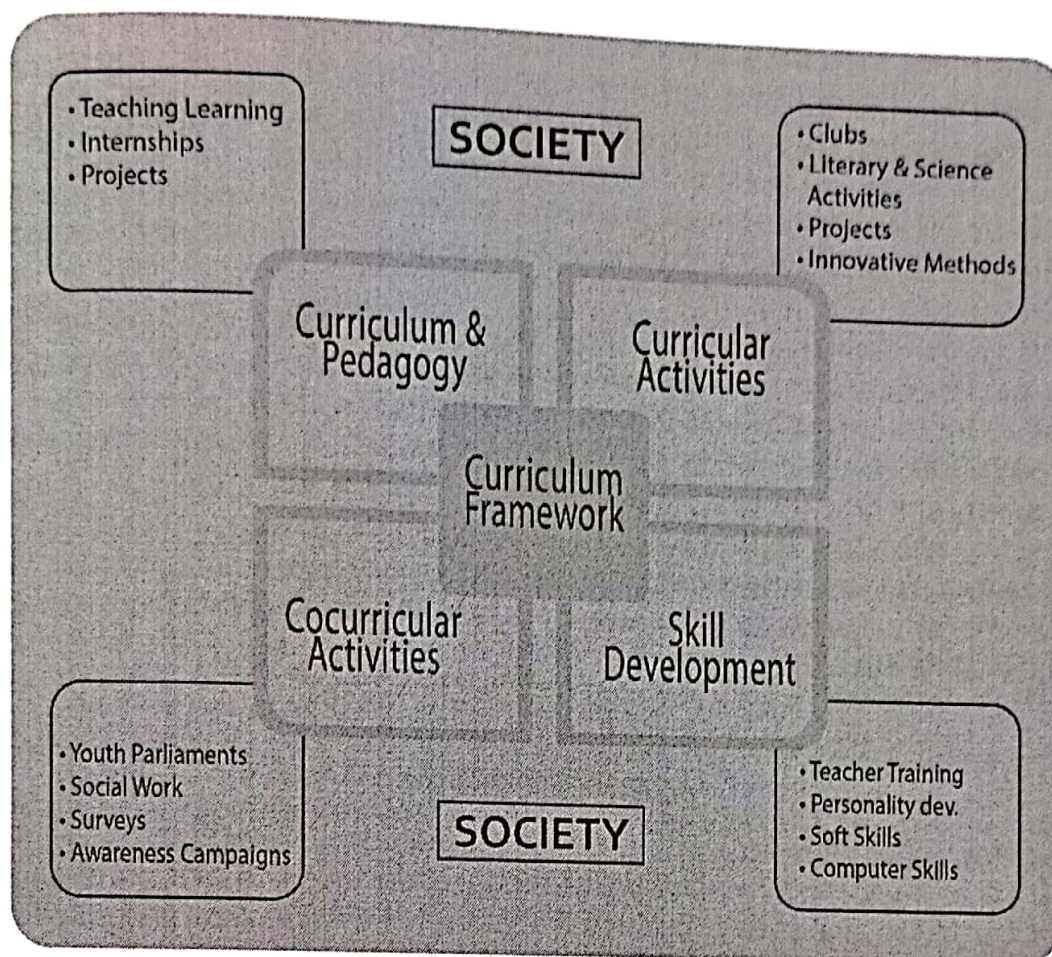 • Teaching Learning
• Internships
• Projects
SOCIETY
• Clubs
• Literary & Science
Activities
• Projects
• Innovative Methods
Curriculum &
Pedagogy
Curricular
Activities
Curriculum
Framework
Cocurricular
Activities
Skill
Development
• Youth Parliaments
• Social Work
• Surveys
• Awareness Campaigns
SOCIETY
• Teacher Training
• Personality dev.
• Soft Skills
• Computer Skills